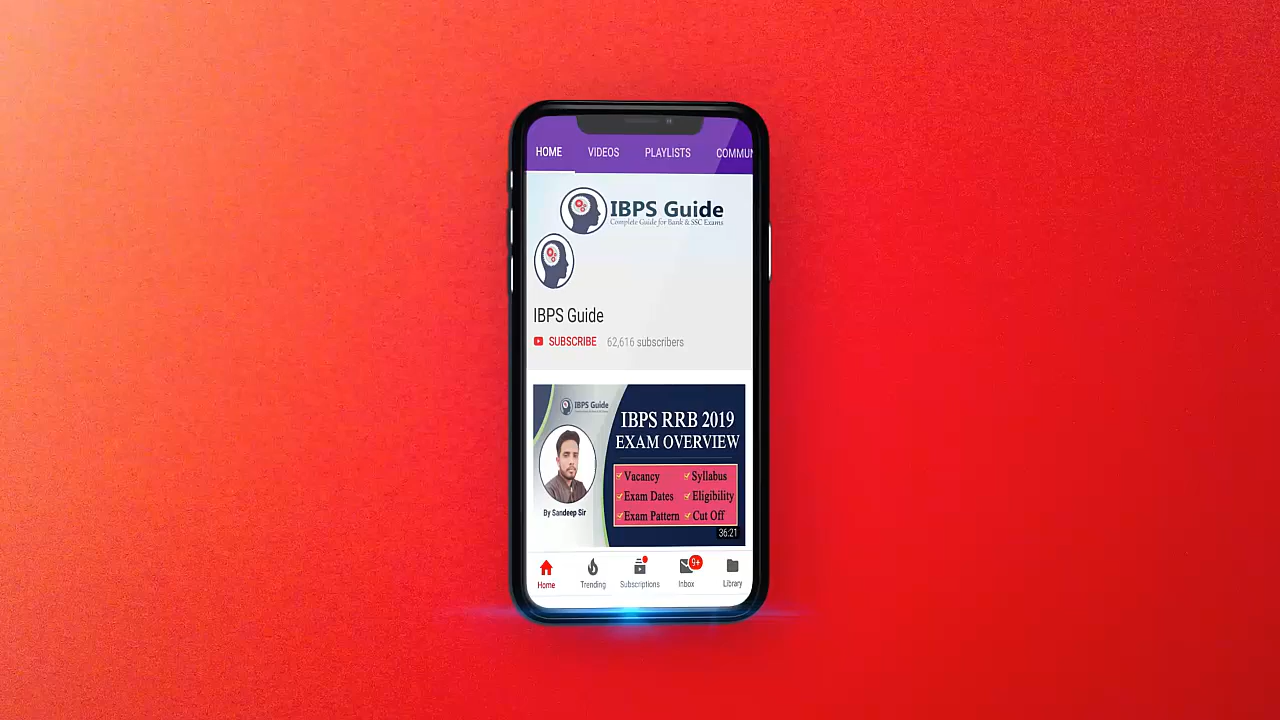 HOME VIDEOS PLAYLISTS COMMUN
IBPS Guide
Complete Guide for Bank & SSC Exams
IBPS Guide
SUBSCRIBE 62,616 subscribers
IBPS Guide
IBPS RRB 2019
EXAM OVERVIEW
Vacancy Syllabus
Exam Dates Eligibility
Exam Pattern Cut Off
By Sandeep Sir
36:21
9+
Home Trending Subscriptions Inbox Library